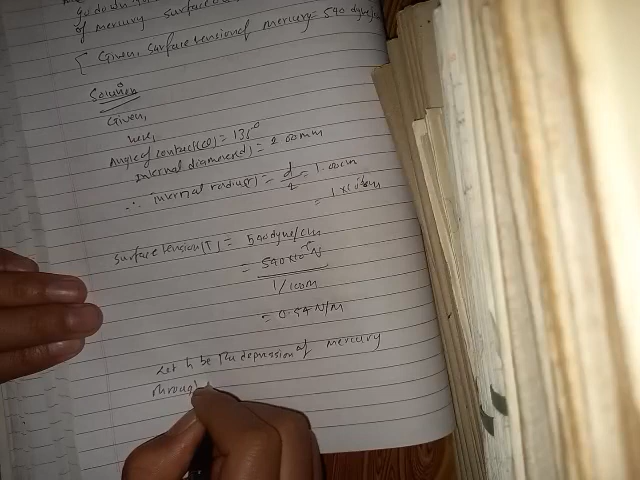 go down
of mercury surface
{ Given, surface tension of mercury = 540 dyne/cm
Solution
Given,
here,
Angle of contact(θ) = 135°
Internal diameter(d) = 2.00mm
∴ Internal radius(r) = d/2 = 1.00mm
= 1×10⁻³m
Surface tension(T) = 540 dyne/cm
= 540×10⁻⁵N
1/100m
= 0.54 N/M
Let h be the depression of mercury
through